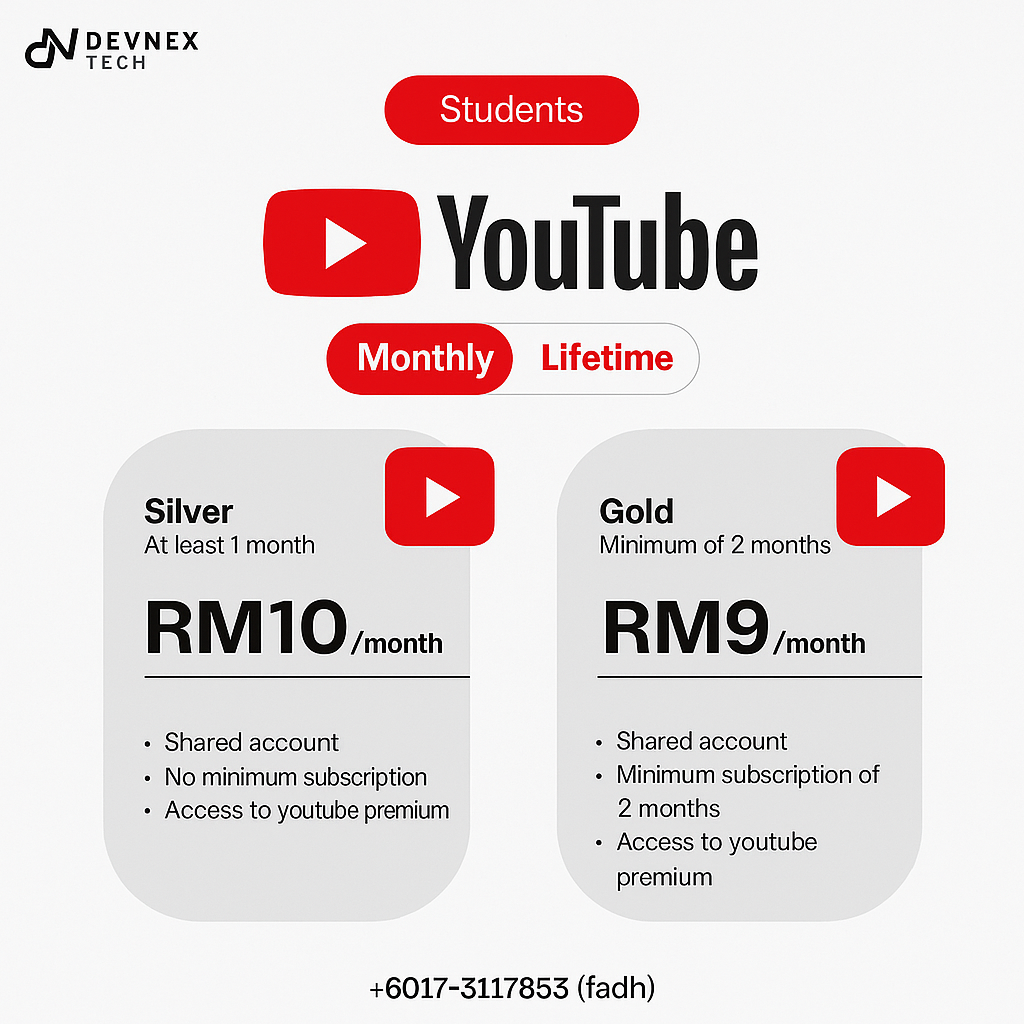 DEVNEX
TECH
Students
YouTube
Monthly Lifetime
Silver
At least 1 month
RM10/month
• Shared account
• No minimum subscription
• Access to youtube premium
Gold
Minimum of 2 months
RM9/month
• Shared account
• Minimum subscription of
2 months
• Access to youtube
premium
+6017-3117853 (fadh)